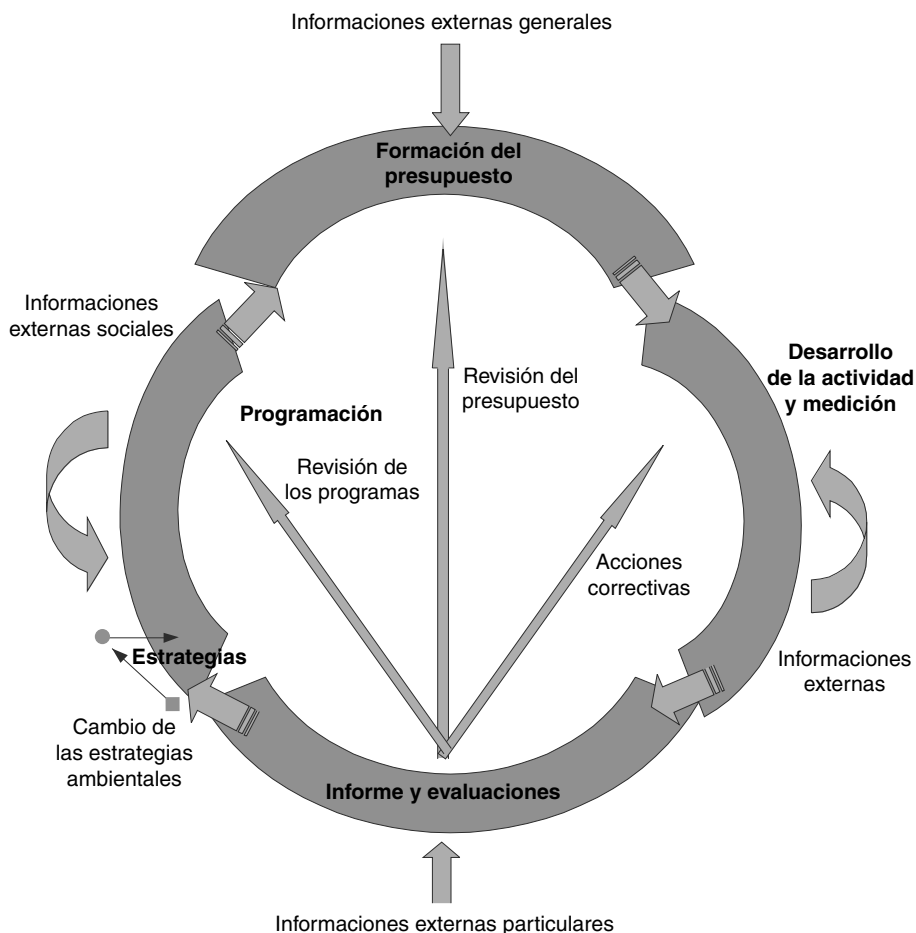 Informaciones externas generales
Formación del
presupuesto
Informaciones
externas sociales
Desarrollo
de la actividad
y medición
Revisión del
presupuesto
Programación
Revisión de
los programas
Acciones
correctivas
Estrategias
Informaciones
externas
Cambio de
las estrategias
ambientales
Informe y evaluaciones
Informaciones externas particulares